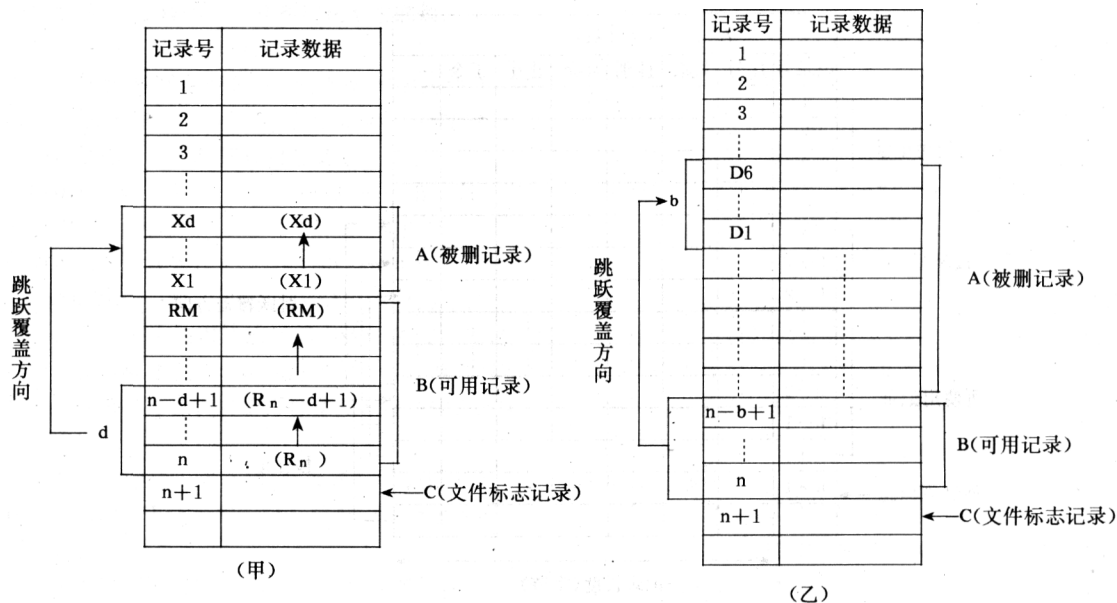 记录号 记录数据
1
2
3
Xd (Xd)
X1 (X1)
RM (RM)
n-d+1 (Rn-d+1)
n (Rn)
n+1
跳跃覆盖方向
d
A(被删记录)
B(可用记录)
C(文件标志记录)
(甲)
记录号 记录数据
1
2
3
D6
D1
n-b+1
n
n+1
跳跃覆盖方向
b
A(被删记录)
B(可用记录)
C(文件标志记录)
(乙)